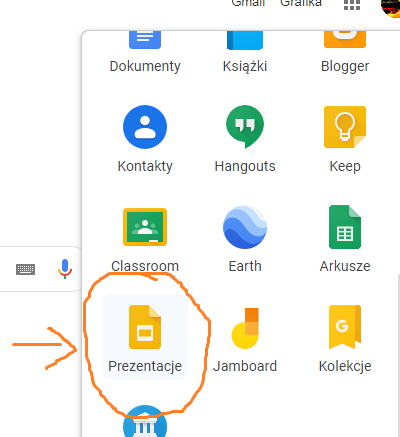 Gmail Grafika
Dokumenty Książki Blogger
Kontakty Hangouts Keep
Classroom Earth Arkusze
Prezentacje Jamboard Kolekcje
G